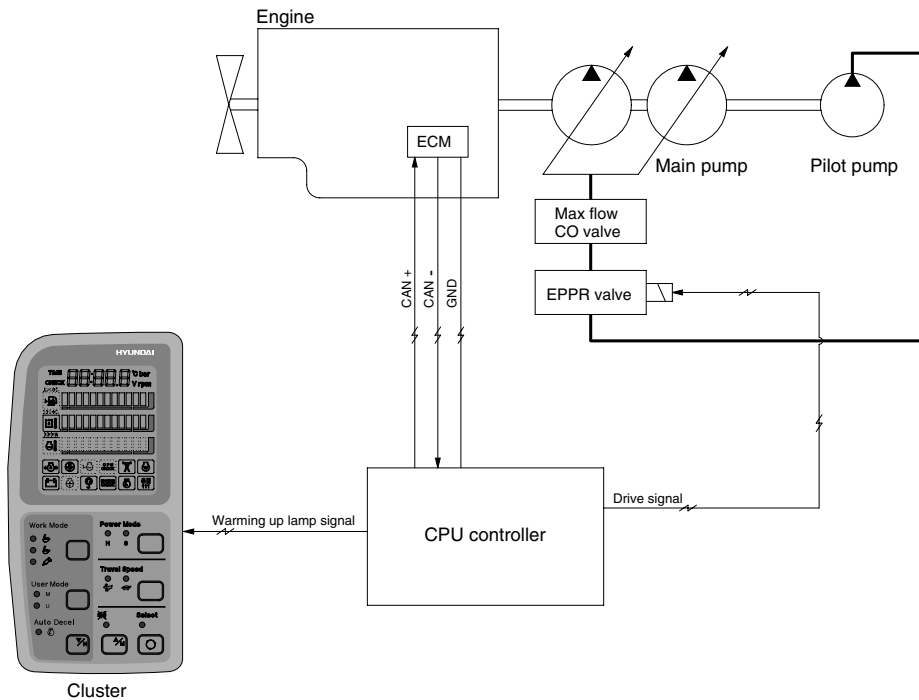 Engine
ECM
Main pump
Pilot pump
Max flow
CO valve
EPPR valve
CAN +
CAN -
GND
HYUNDAI
TIME
CHECK
℃ bar
V rpm
Work Mode
Power Mode
H S
Travel Speed
User Mode
M
U
Auto Decel
Select
Warming up lamp signal
CPU controller
Drive signal
Cluster